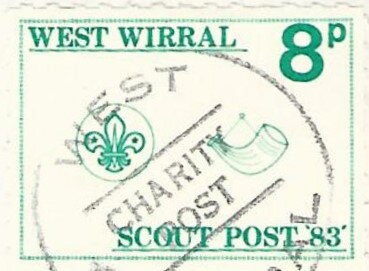 WEST WIRRAL 8p
WEST
CHARITY
POST
SCOUT POST '83'